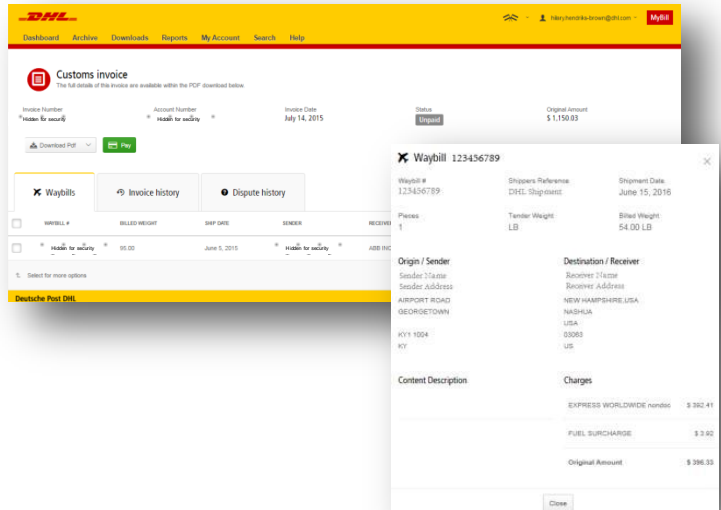 DHL
hilary.hendriks-brown@dhl.com
MyBill
Dashboard Archive Downloads Reports My Account Search Help
Customs invoice
The full details of this invoice are available within the PDF download below.
Invoice Number Account Number Invoice Date Status Original Amount
Hidden for security Hidden for security July 14, 2015 Unpaid $ 1,150.03
Download Pdf Pay
Waybills Invoice history Dispute history
WAYBILL # BILLED WEIGHT SHIP DATE SENDER RECEIVER
Hidden for security 95.00 June 5, 2015 Hidden for security ABB INC
Select for more options
Deutsche Post DHL
Waybill 123456789
Waybill # Shippers Reference Shipment Date
123456789 DHL Shipment June 15, 2016
Pieces Tender Weight Billed Weight
1 LB 54.00 LB
Origin / Sender
Sender Name
Sender Address
AIRPORT ROAD
GEORGETOWN
KY1 1004
KY
Destination / Receiver
Receiver Name
Receiver Address
NEW HAMPSHIRE,USA
NASHUA
USA
03063
US
Content Description
Charges
EXPRESS WORLDWIDE nondoc $ 392.41
FUEL SURCHARGE $ 3.92
Original Amount $ 396.33
Close